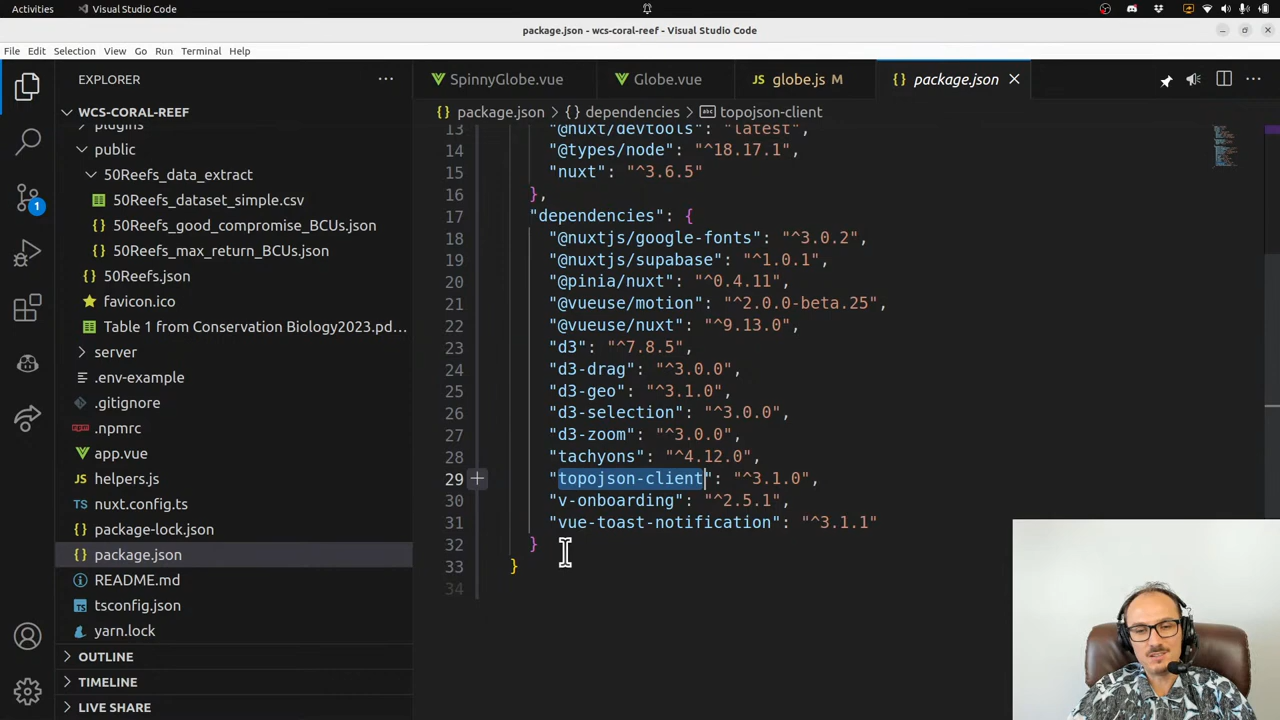 Activities
Visual Studio Code
package.json - wcs-coral-reef - Visual Studio Code
File Edit Selection View Go Run Terminal Help
EXPLORER
SpinnyGlobe.vue
Globe.vue
globe.js M
package.json
WCS-CORAL-REEF
package.json > {} dependencies > topojson-client
plugins
public
50Reefs_data_extract
50Reefs_dataset_simple.csv
50Reefs_good_compromise_BCUs.json
50Reefs_max_return_BCUs.json
50Reefs.json
favicon.ico
Table 1 from Conservation Biology2023.pd...
server
.env-example
.gitignore
.npmrc
app.vue
helpers.js
nuxt.config.ts
package-lock.json
package.json
README.md
tsconfig.json
yarn.lock
OUTLINE
TIMELINE
LIVE SHARE
1
13 "@nuxt/devtools": "latest",
14 "@types/node": "^18.17.1",
15 "nuxt": "^3.6.5"
16 },
17 "dependencies": {
18 "@nuxtjs/google-fonts": "^3.0.2",
19 "@nuxtjs/supabase": "^1.0.1",
20 "@pinia/nuxt": "^0.4.11",
21 "@vueuse/motion": "^2.0.0-beta.25",
22 "@vueuse/nuxt": "^9.13.0",
23 "d3": "^7.8.5",
24 "d3-drag": "^3.0.0",
25 "d3-geo": "^3.1.0",
26 "d3-selection": "^3.0.0",
27 "d3-zoom": "^3.0.0",
28 "tachyons": "^4.12.0",
29 "topojson-client": "^3.1.0",
30 "v-onboarding": "^2.5.1",
31 "vue-toast-notification": "^3.1.1"
32 }
33 }
34